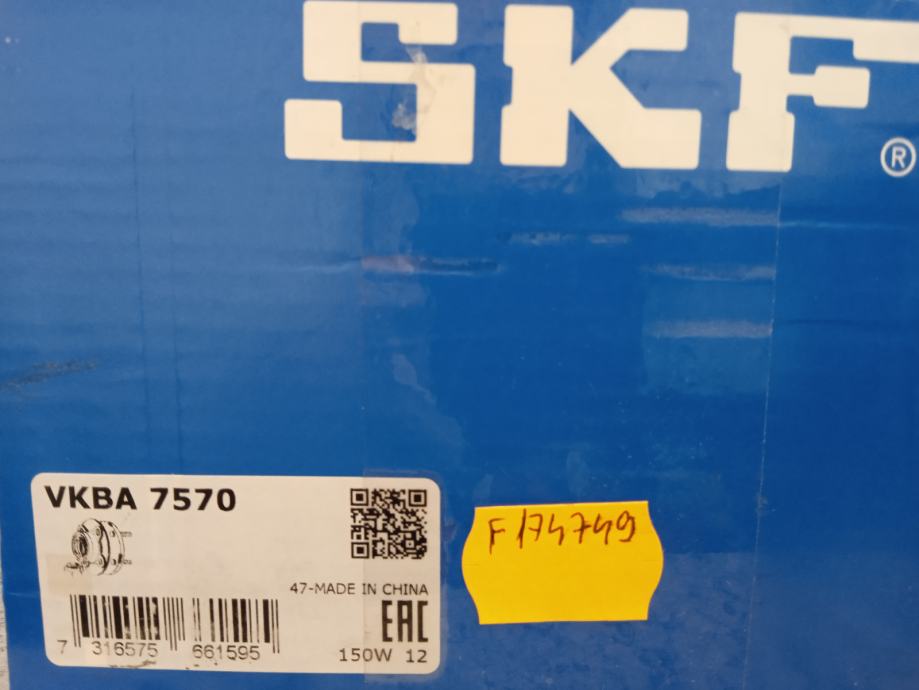 SKF
®
VKBA 7570
47-MADE IN CHINA
EAC
7 316575 661595
150W 12
F174749